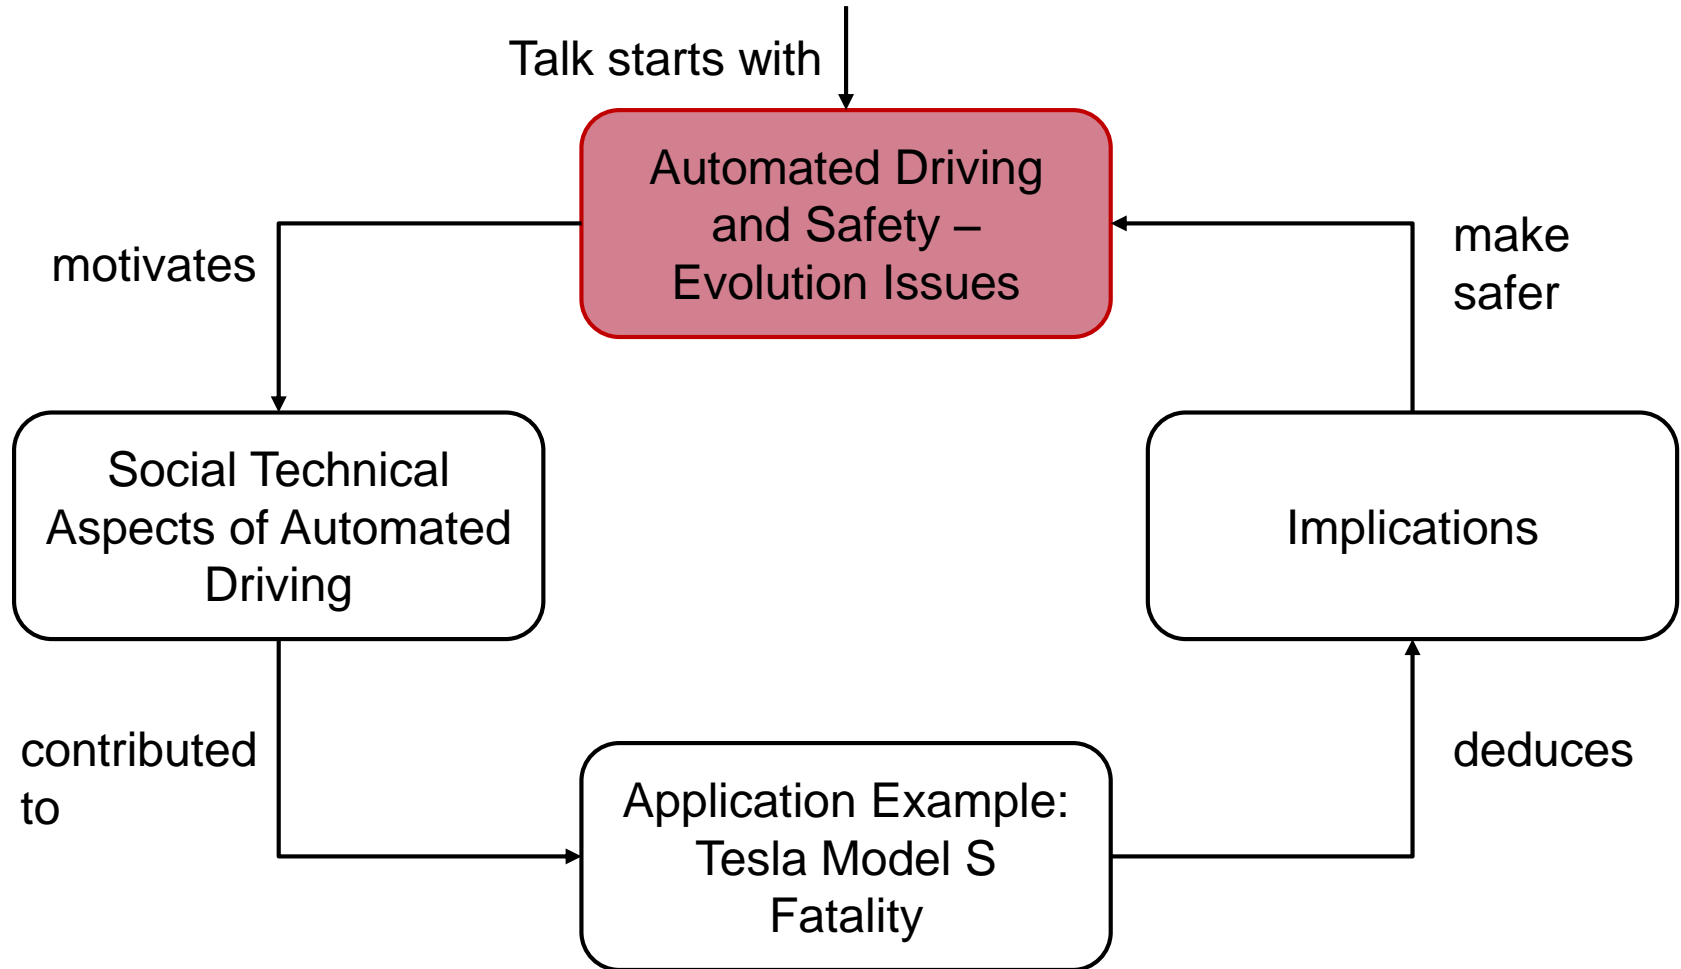 Talk starts with
Automated Driving
and Safety –
Evolution Issues
motivates
make
safer
Social Technical
Aspects of Automated
Driving
Implications
contributed
to
deduces
Application Example:
Tesla Model S
Fatality